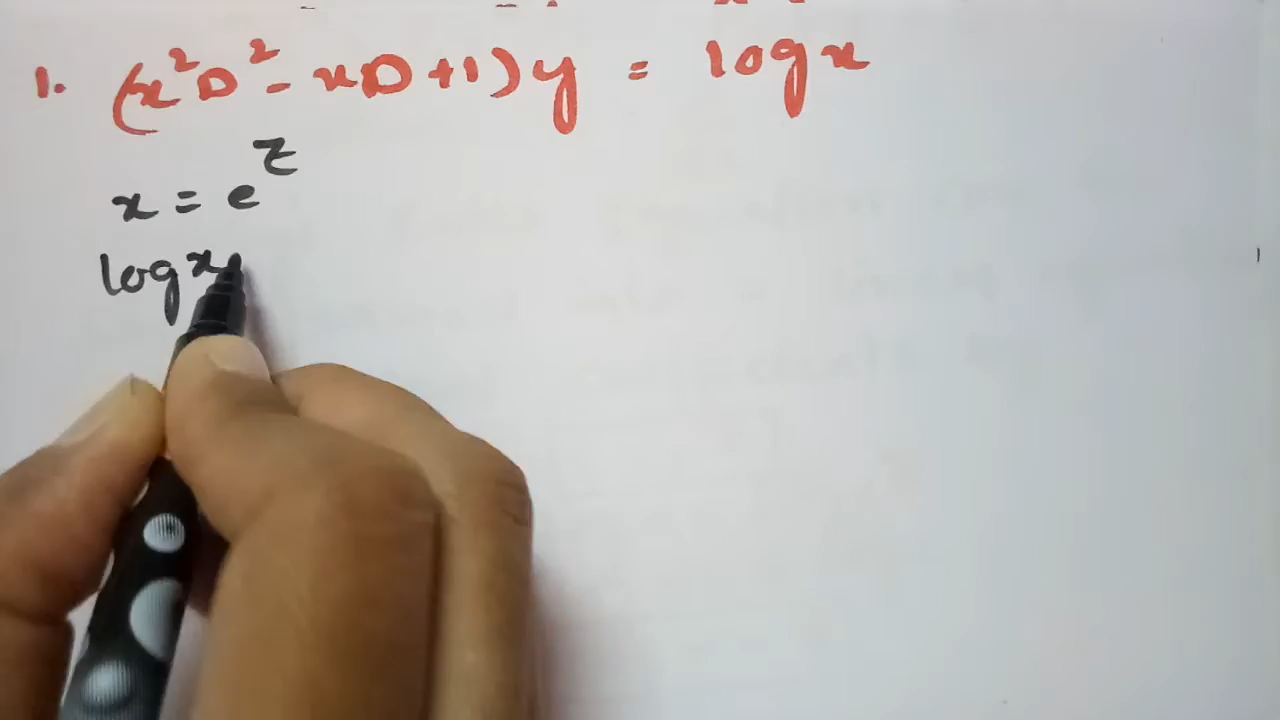 1. (x²D² - xD + 1) y = log x
x = e^z
log x